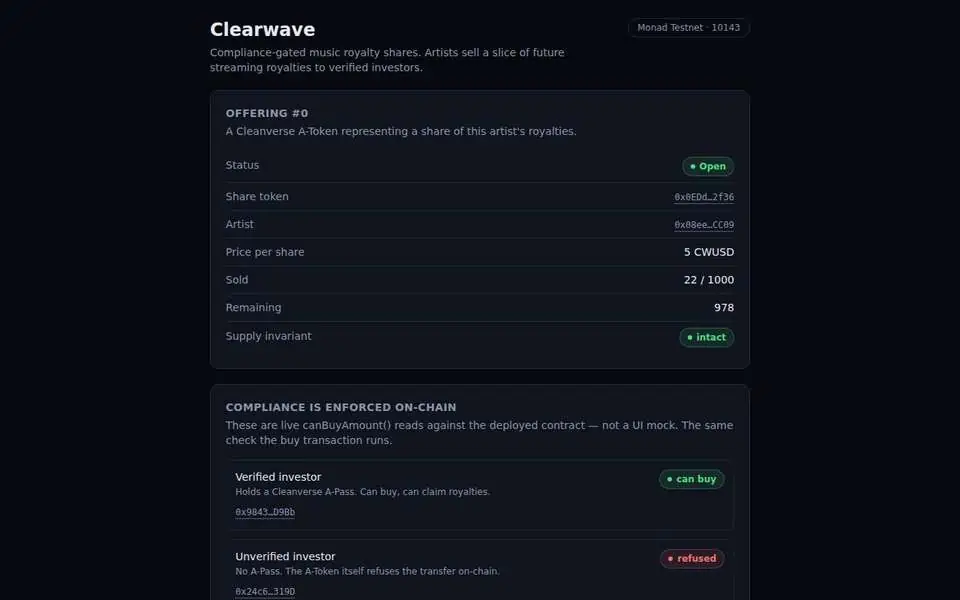 Clearwave
Monad Testnet · 10143
Compliance-gated music royalty shares. Artists sell a slice of future
streaming royalties to verified investors.
OFFERING #0
A Cleanverse A-Token representing a share of this artist's royalties.
Status
Open
Share token
0x0EDd…2f36
Artist
0x08ee…CC09
Price per share
5 CWUSD
Sold
22 / 1000
Remaining
978
Supply invariant
intact
COMPLIANCE IS ENFORCED ON-CHAIN
These are live canBuyAmount() reads against the deployed contract — not a UI mock. The same
check the buy transaction runs.
Verified investor
can buy
Holds a Cleanverse A-Pass. Can buy, can claim royalties.
0x9843…D9Bb
Unverified investor
refused
No A-Pass. The A-Token itself refuses the transfer on-chain.
0x24c6…319D